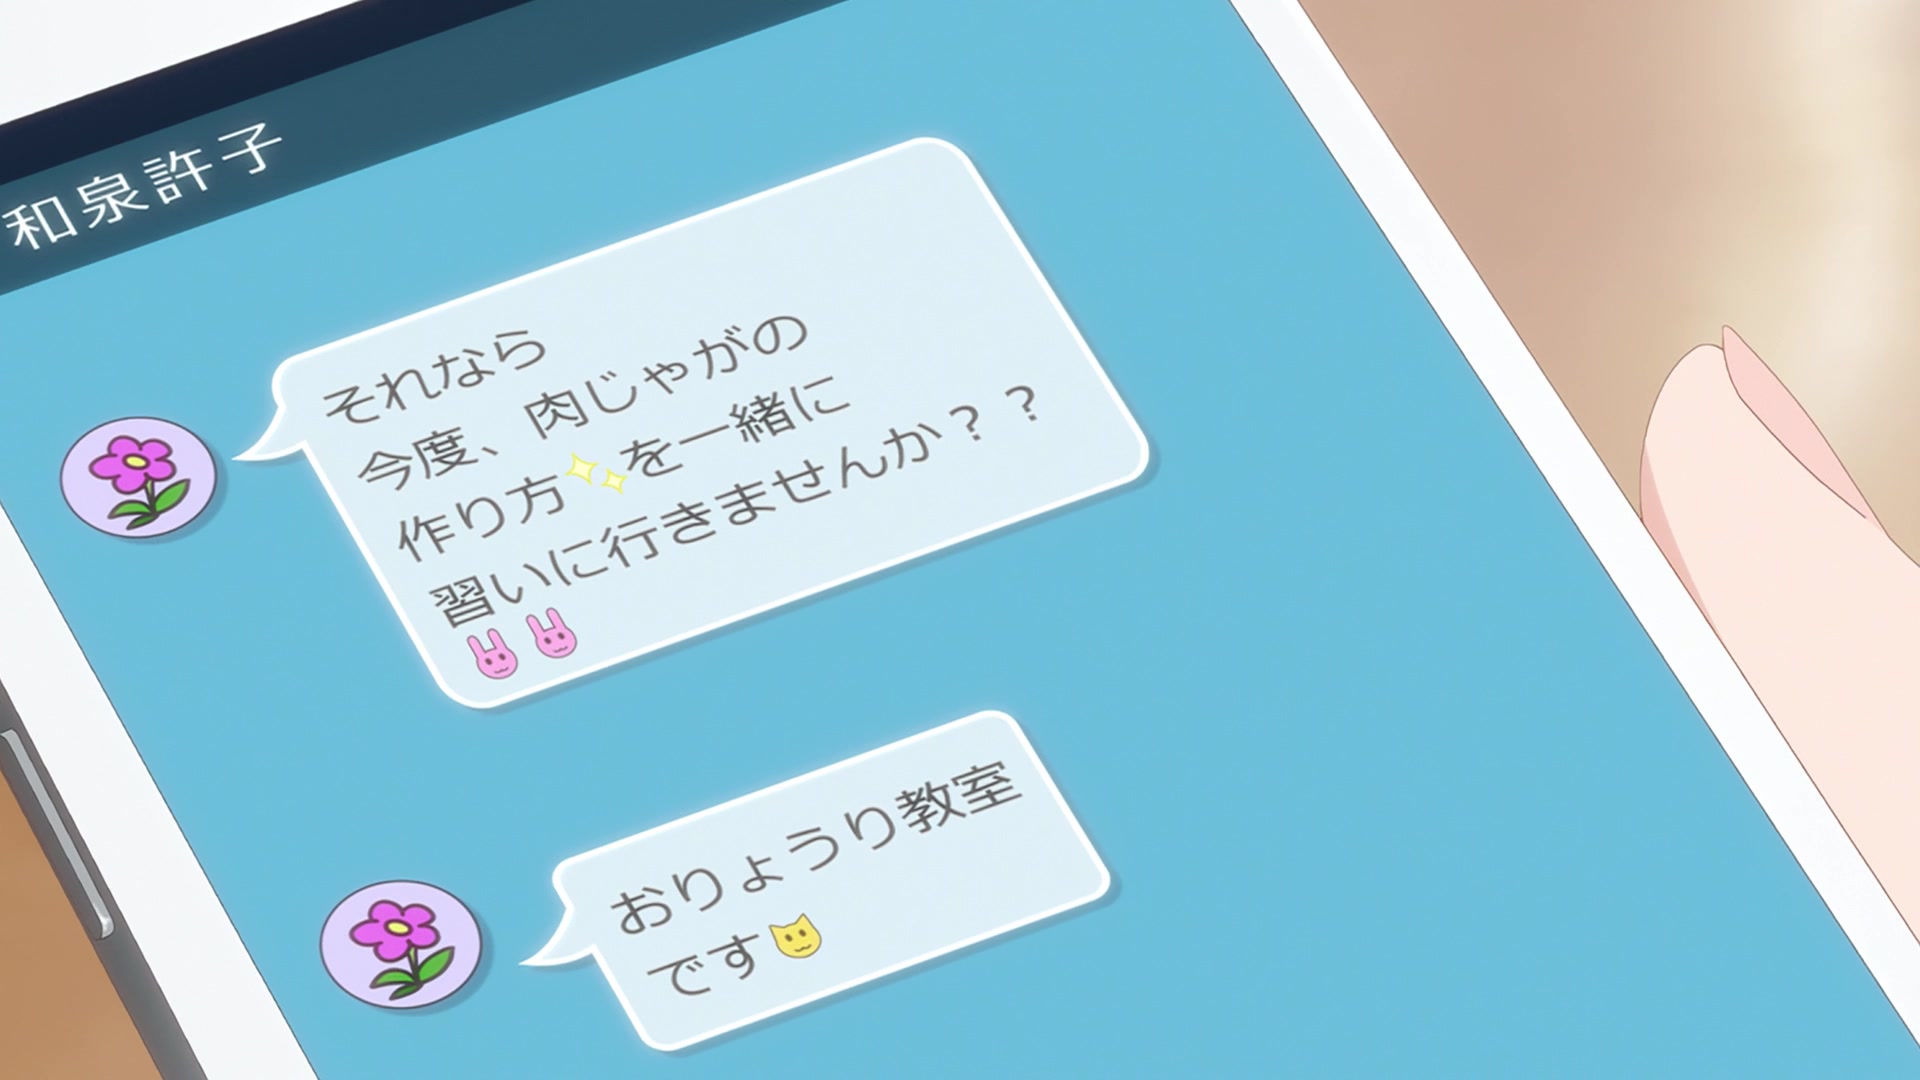 和泉許子
それなら
今度、肉じゃがの
作り方✨を一緒に
習いに行きませんか？？
🐰🐰
おりょうり教室
です🐱